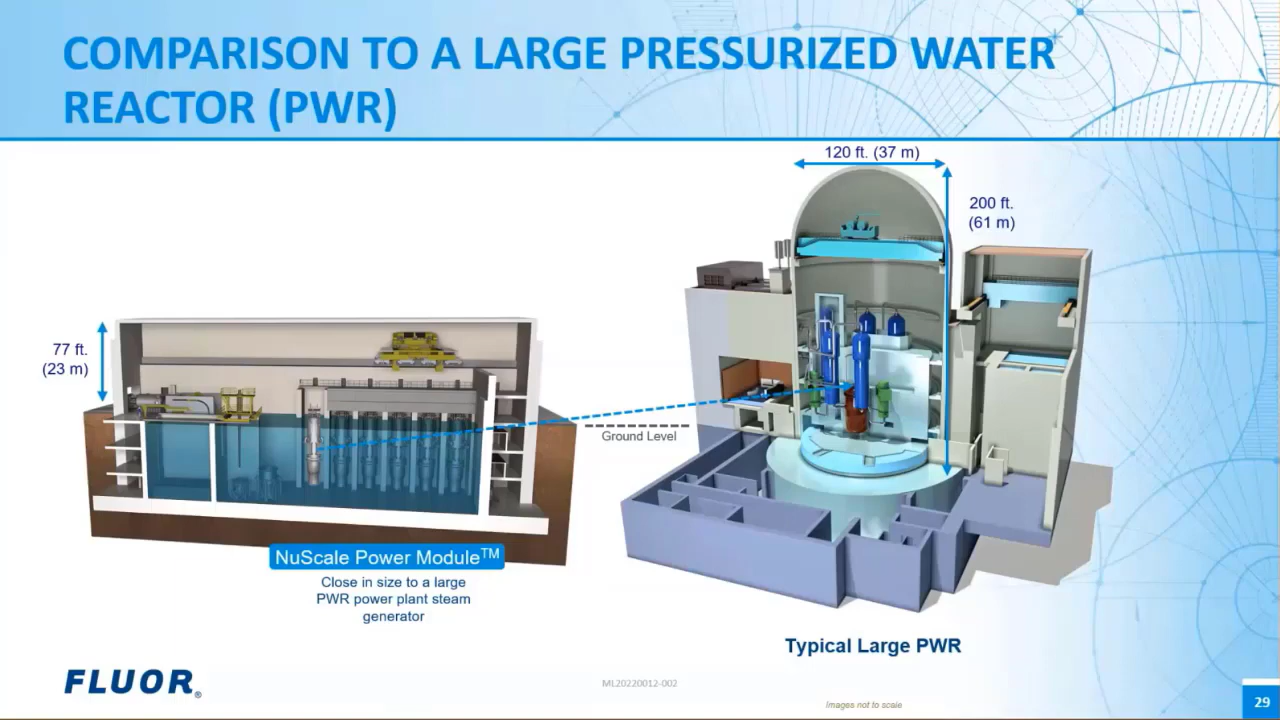 COMPARISON TO A LARGE PRESSURIZED WATER
REACTOR (PWR)
120 ft. (37 m)
200 ft.
(61 m)
77 ft.
(23 m)
Ground Level
NuScale Power Module™
Close in size to a large
PWR power plant steam
generator
Typical Large PWR
FLUOR®
ML20220012-002
Images not to scale
29